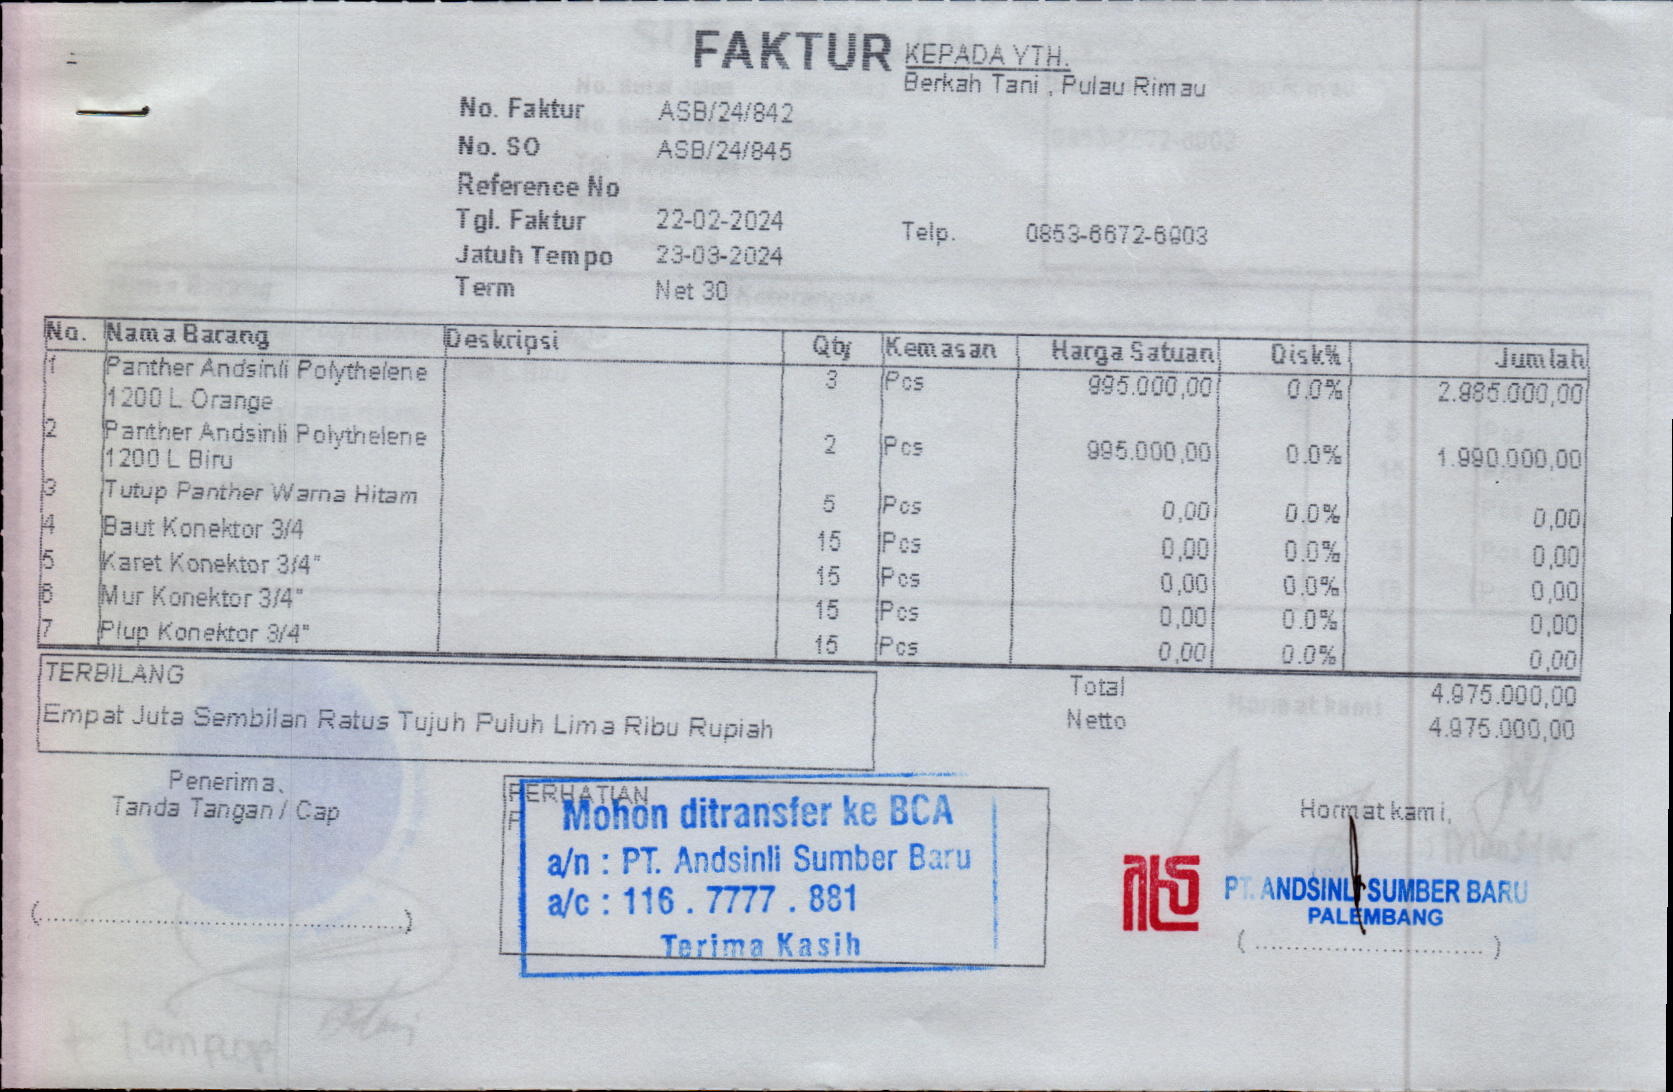 FAKTUR
KEPADA YTH.
Berkah Tani , Pulau Rimau
No. Faktur ASB/24/842
No. SO ASB/24/845
Reference No
Tgl. Faktur 22-02-2024
Telp. 0853-6672-6903
Jatuh Tempo 23-03-2024
Term Net 30
No. Nama Barang Deskripsi Qty Kemasan Harga Satuan Disk% Jumlah
1 Panther Andsinli Polythelene 3 Pcs 995.000,00 0.0% 2.985.000,00
1200 L Orange
2 Panther Andsinli Polythelene 2 Pcs 995.000,00 0.0% 1.990.000,00
1200 L Biru
3 Tutup Panther Warna Hitam 5 Pcs 0,00 0.0% 0,00
4 Baut Konektor 3/4 15 Pcs 0,00 0.0% 0,00
5 Karet Konektor 3/4" 15 Pcs 0,00 0.0% 0,00
6 Mur Konektor 3/4" 15 Pcs 0,00 0.0% 0,00
7 Plup Konektor 3/4" 15 Pcs 0,00 0.0% 0,00
TERBILANG
Empat Juta Sembilan Ratus Tujuh Puluh Lima Ribu Rupiah
Total 4.975.000,00
Netto 4.975.000,00
Penerima,
Tanda Tangan / Cap
(....................................................)
PERHATIAN
Mohon ditransfer ke BCA
a/n : PT. Andsinli Sumber Baru
a/c : 116 . 7777 . 881
Terima Kasih
Hormat kami,
PT. ANDSINLI SUMBER BARU
PALEMBANG
( ................................ )